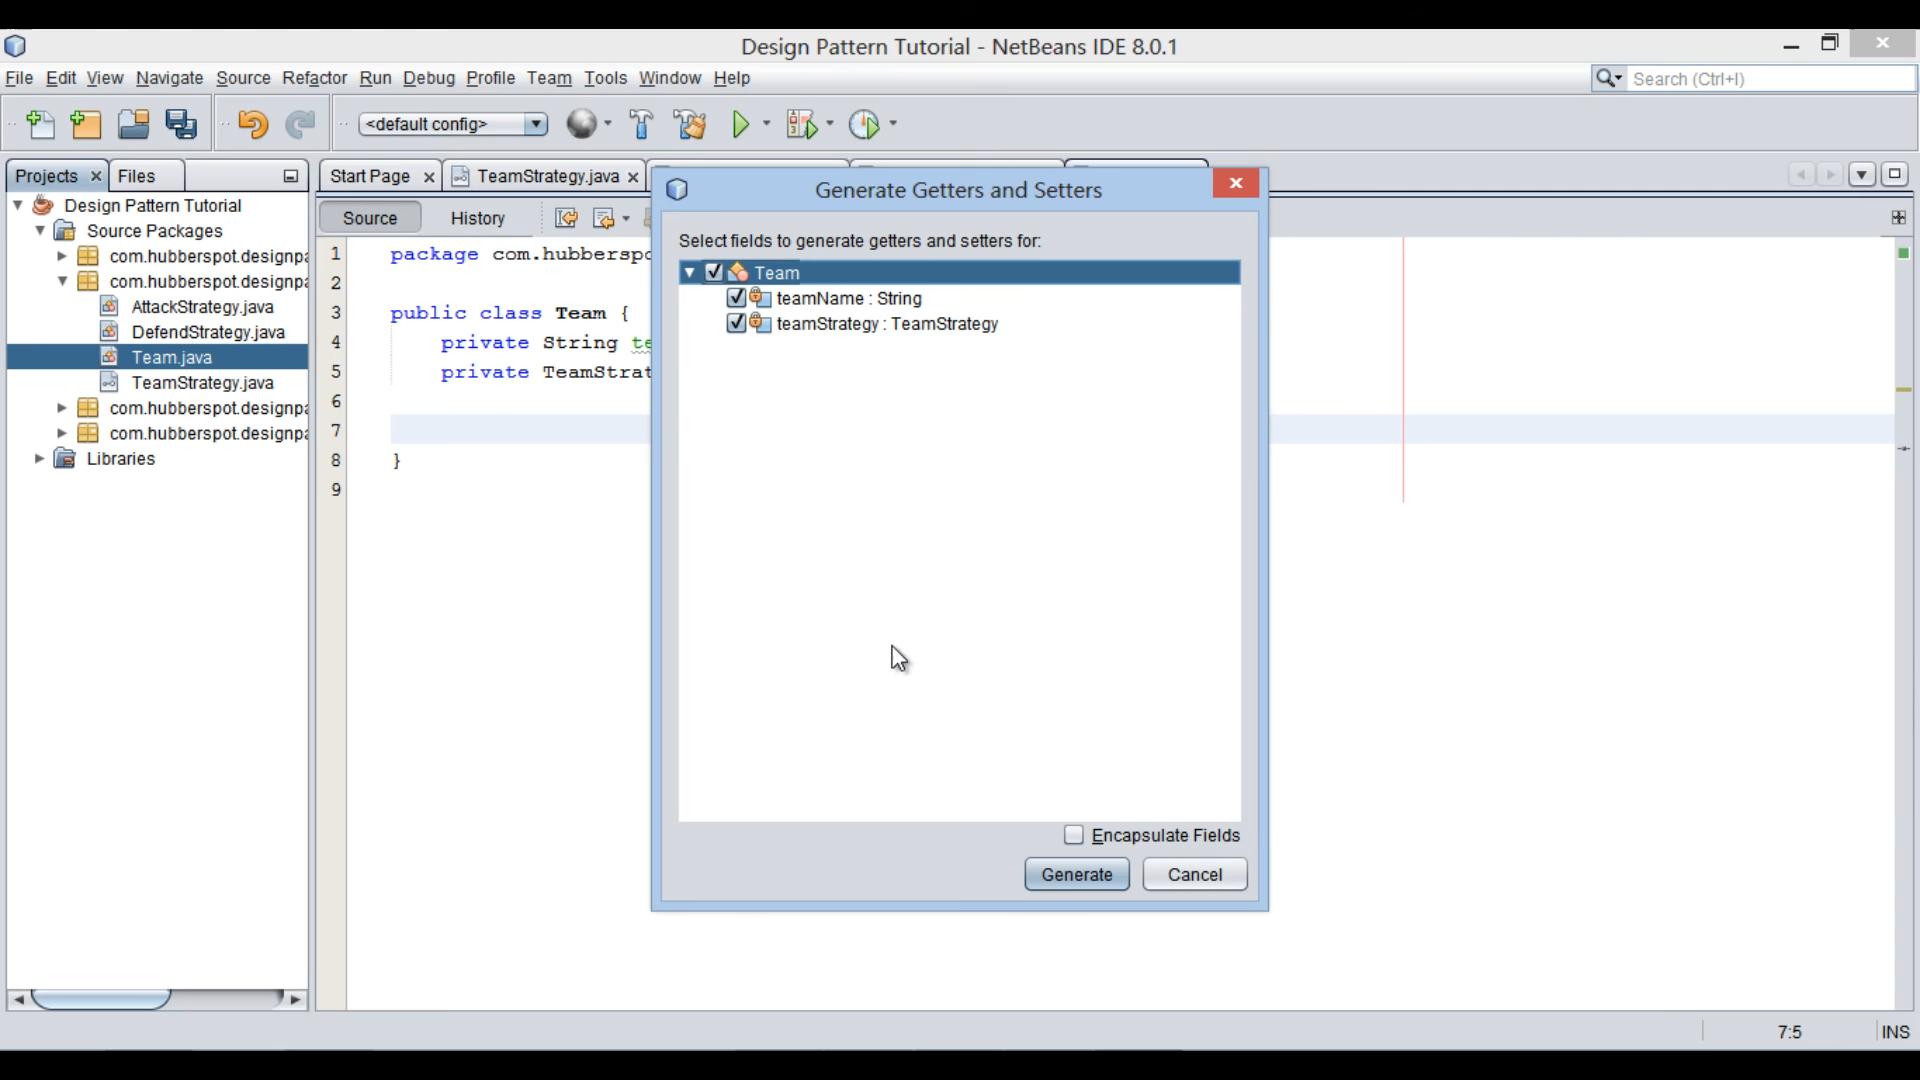 Design Pattern Tutorial - NetBeans IDE 8.0.1
File Edit View Navigate Source Refactor Run Debug Profile Team Tools Window Help
Search (Ctrl+I)
<default config>
Projects Files
Start Page TeamStrategy.java
Design Pattern Tutorial
Source Packages
com.hubberspot.designpa
com.hubberspot.designpa
AttackStrategy.java
DefendStrategy.java
Team.java
TeamStrategy.java
com.hubberspot.designpa
com.hubberspot.designpa
Libraries
Source History
1 package com.hubberspo
2
3 public class Team {
4 private String te
5 private TeamStrat
6
7
8 }
9
Generate Getters and Setters
Select fields to generate getters and setters for:
Team
teamName : String
teamStrategy : TeamStrategy
Encapsulate Fields
Generate Cancel
7:5 INS